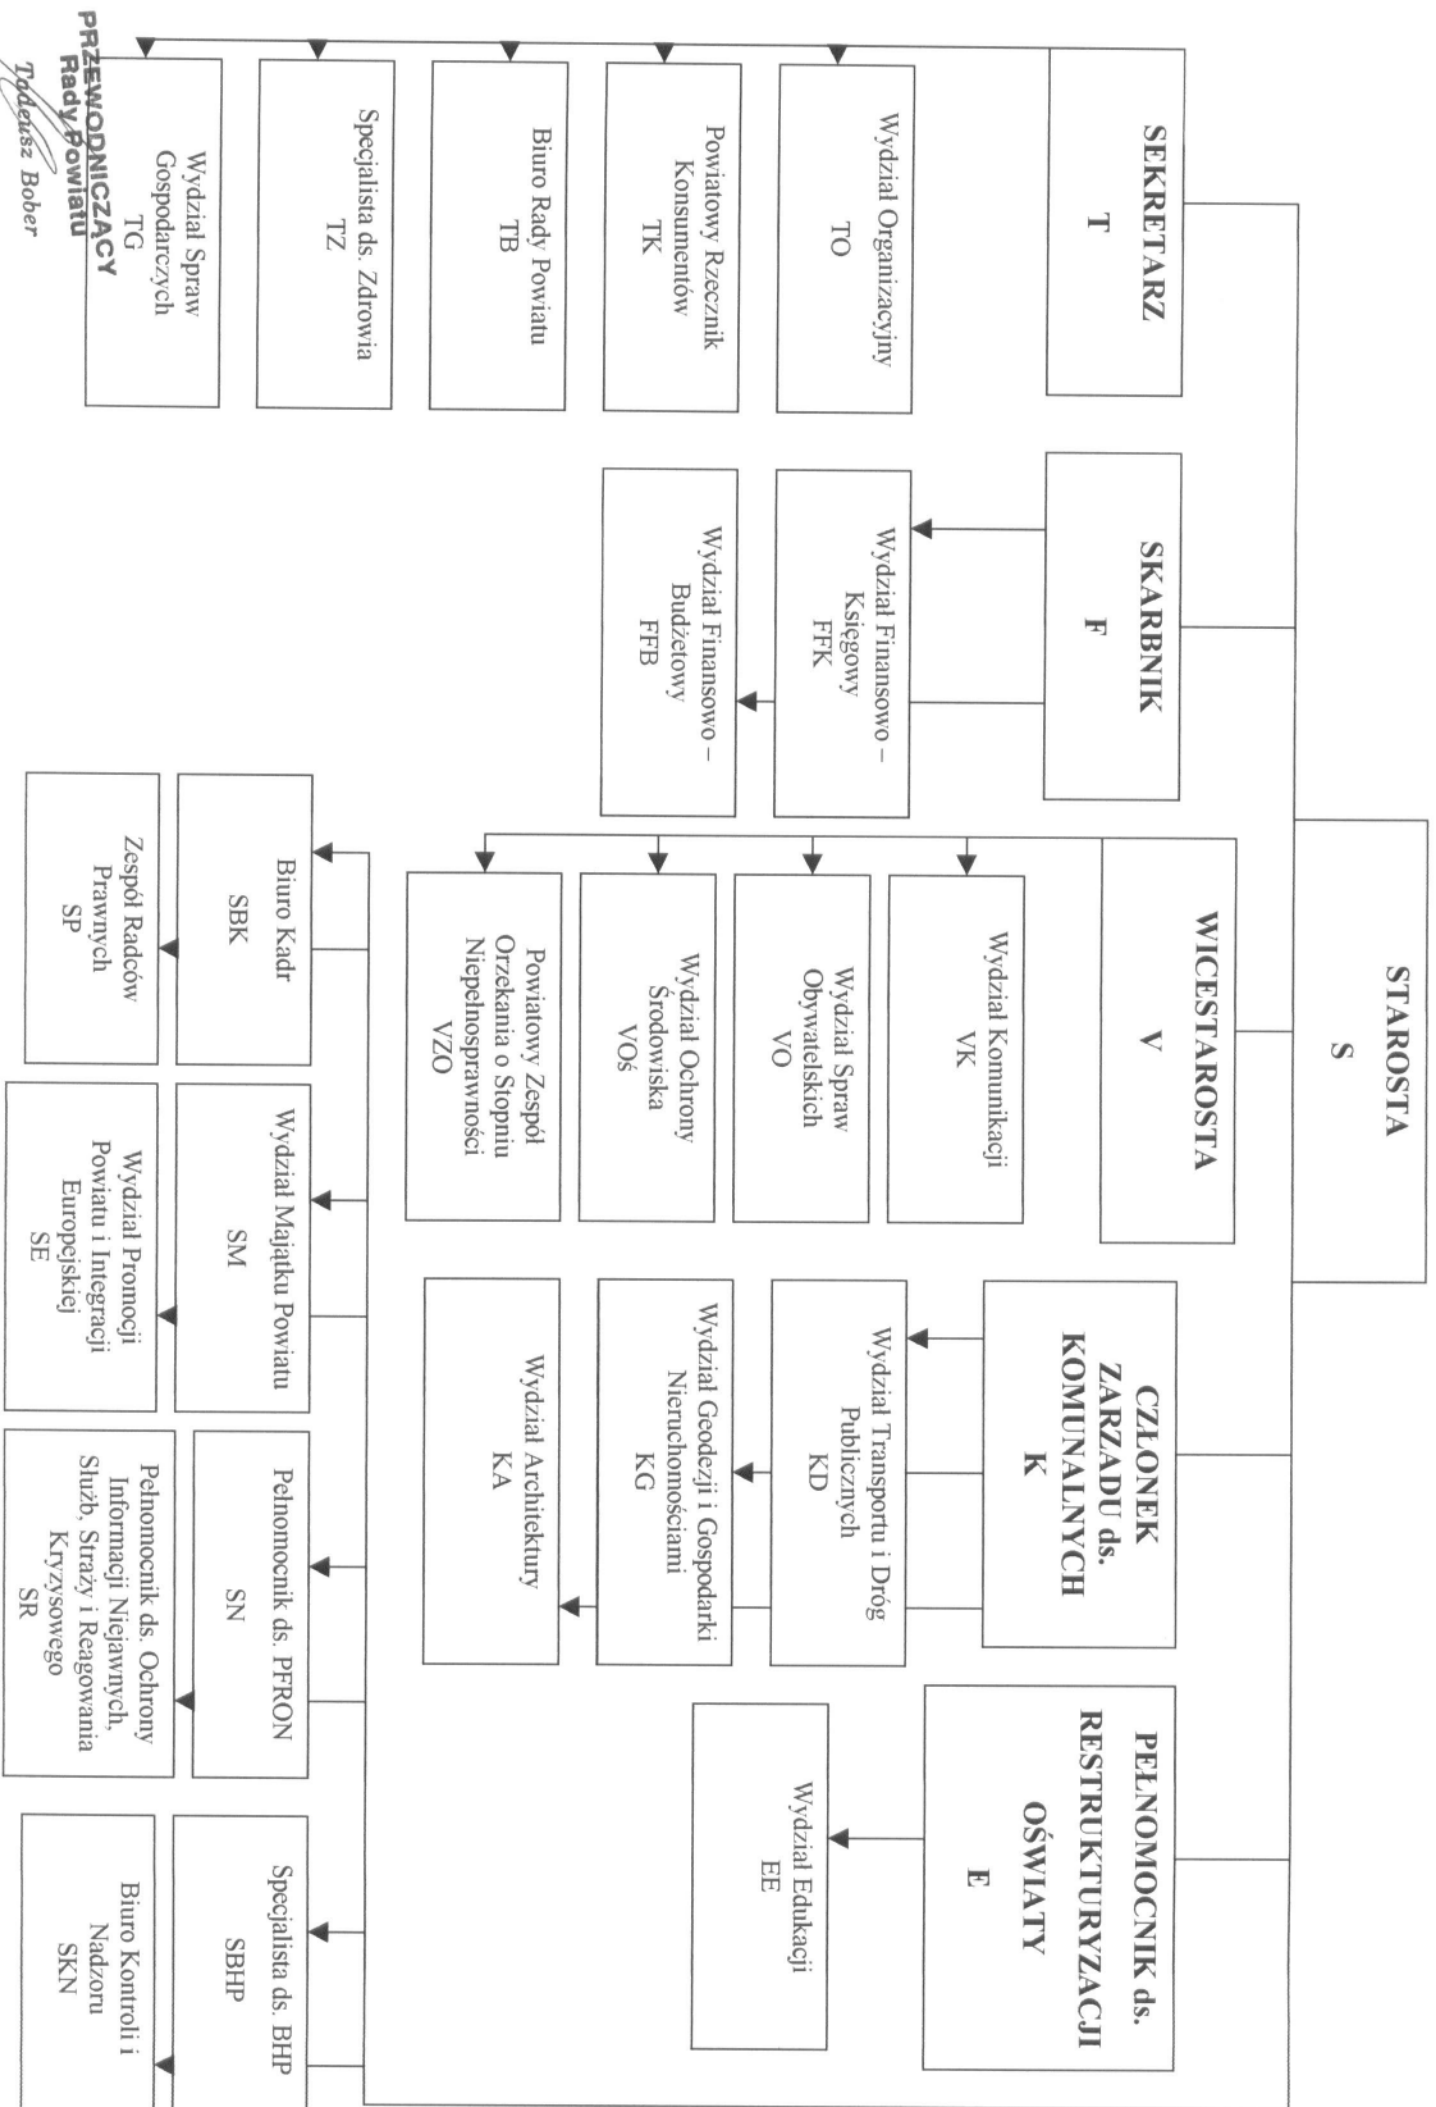 STAROSTA
S
SEKRETARZ
T
SKARBNIK
F
WICESTAROSTA
V
CZŁONEK
ZARZADU ds.
KOMUNALNYCH
K
PEŁNOMOCNIK ds.
RESTRUKTURYZACJI
OŚWIATY
E
Wydział Organizacyjny
TO
Powiatowy Rzecznik
Konsumentów
TK
Biuro Rady Powiatu
TB
Specjalista ds. Zdrowia
TZ
Wydział Spraw
Gospodarczych
TG
Wydział Finansowo –
Księgowy
FFK
Wydział Finansowo –
Budżetowy
FFB
Wydział Komunikacji
VK
Wydział Spraw
Obywatelskich
VO
Wydział Ochrony
Środowiska
VOś
Powiatowy Zespół
Orzekania o Stopniu
Niepełnosprawności
VZO
Wydział Transportu i Dróg
Publicznych
KD
Wydział Geodezji i Gospodarki
Nieruchomościami
KG
Wydział Architektury
KA
Wydział Edukacji
EE
Biuro Kadr
SBK
Zespół Radców
Prawnych
SP
Wydział Majątku Powiatu
SM
Wydział Promocji
Powiatu i Integracji
Europejskiej
SE
Pełnomocnik ds. PFRON
SN
Pełnomocnik ds. Ochrony
Informacji Niejawnych,
Służb, Straży i Reagowania
Kryzysowego
SR
Specjalista ds. BHP
SBHP
Biuro Kontroli i
Nadzoru
SKN
PRZEWODNICZĄCY
Rady Powiatu
Tadeusz Bober